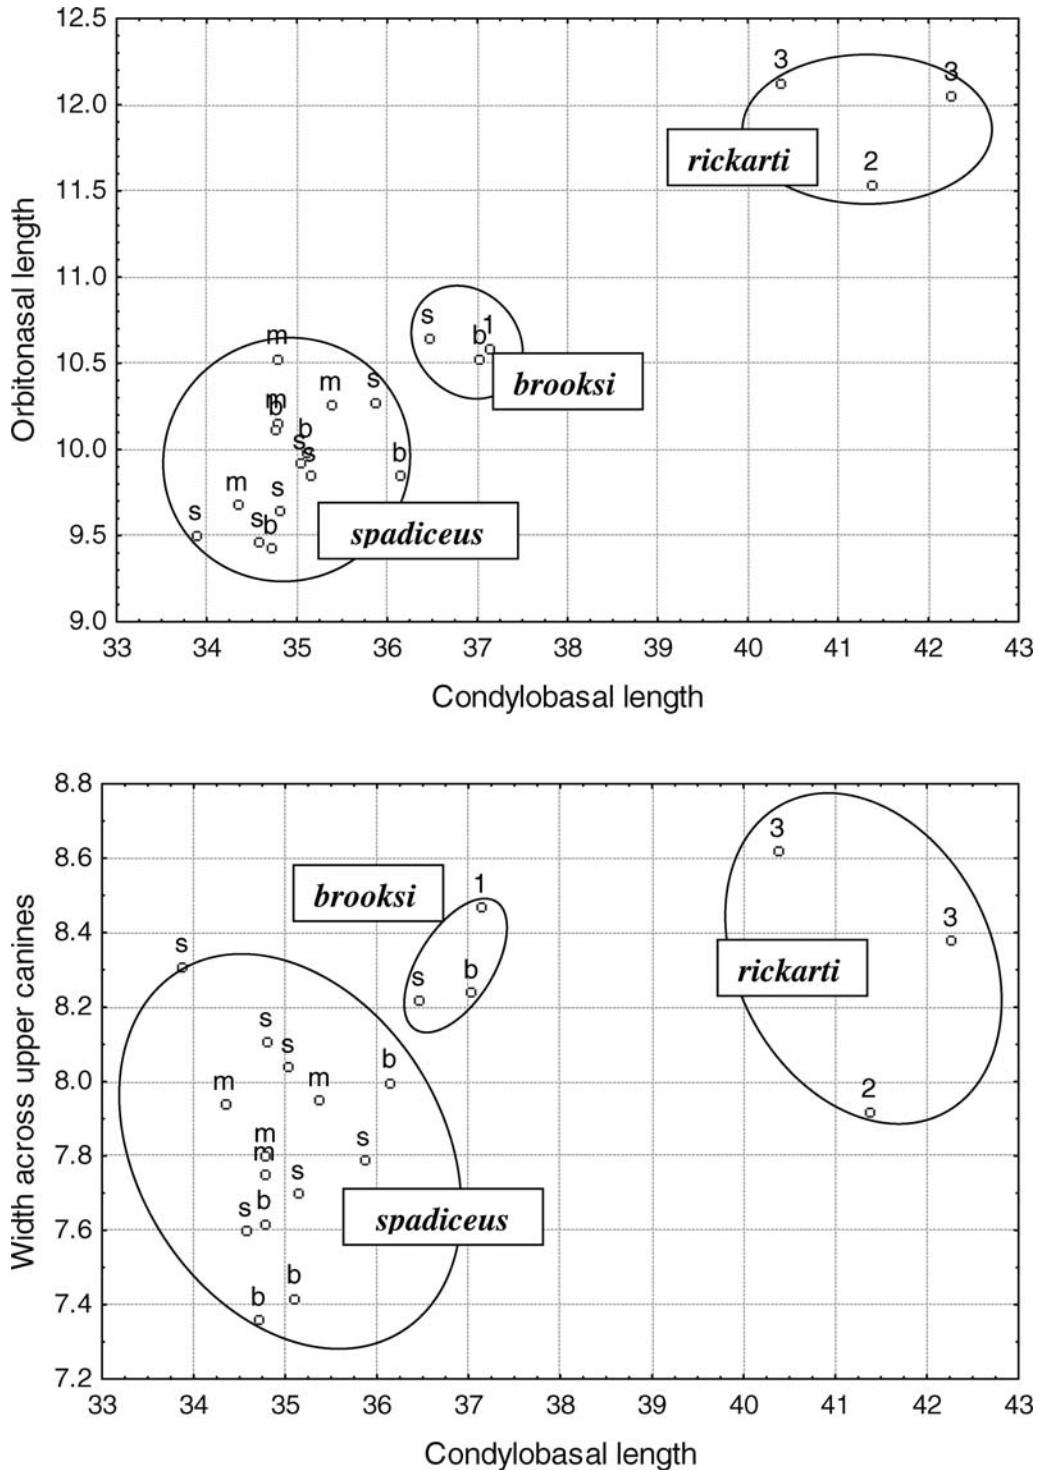 12.5
3
3
12.0
rickarti
2
11.5
11.0
s
b
1
m
10.5
brooksi
m
s
m
b
b
10.0
s
s
b
m
s
s
s
b
spadiceus
9.5
9.0
33 34 35 36 37 38 39 40 41 42 43
Orbitonasal length
Condylobasal length
8.8
3
8.6
brooksi
1
3
8.4
s
rickarti
s
b
8.2
s
s
b
m
m
2
8.0
m
m
s
s
7.8
s
b
spadiceus
7.6
b
b
7.4
7.2
33 34 35 36 37 38 39 40 41 42 43
Width across upper canines
Condylobasal length